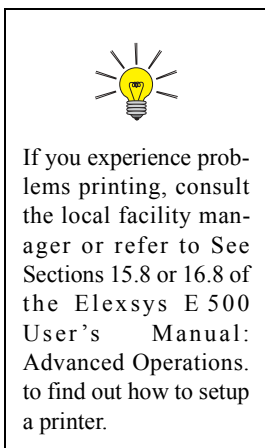 If you experience prob-
lems printing, consult
the local facility man-
ager or refer to See
Sections 15.8 or 16.8 of
the Elexsys E 500
User's Manual:
Advanced Operations.
to find out how to setup
a printer.